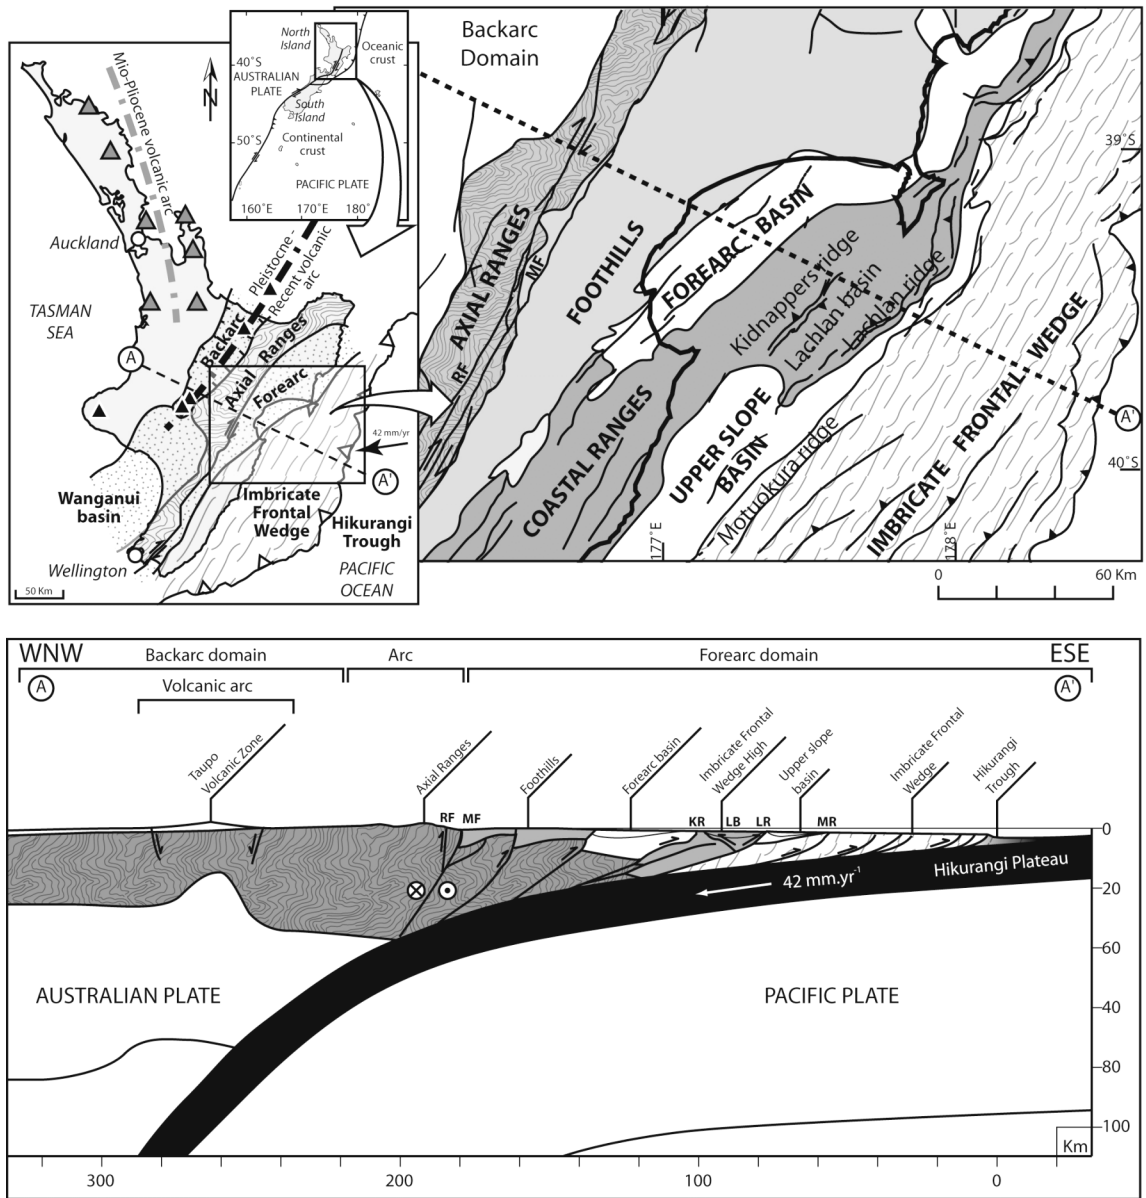 North
Island
Oceanic
crust
40°S
AUSTRALIAN
PLATE
South
Island
50°S
Continental
crust
PACIFIC PLATE
160°E
170°E
180°
N
Mio-Pliocene volcanic arc
Auckland
TASMAN
SEA
Pleistocne -
Recent volcanic
arc
Backarc
Axial Ranges
Forearc
A
42 mm/yr
A'
Wanganui
basin
Imbricate
Frontal
Wedge
Hikurangi
Trough
Wellington
PACIFIC
OCEAN
50 Km
Backarc
Domain
39°S
AXIAL RANGES
MF
RF
FOOTHILLS
FOREARC BASIN
Kidnappers ridge
Lachlan basin
Lachlan ridge
COASTAL RANGES
UPPER SLOPE
BASIN
Motuokura ridge
IMBRICATE FRONTAL WEDGE
A'
40°S
177°E
178°E
0
60 Km
WNW
ESE
Backarc domain
Arc
Forearc domain
A
Volcanic arc
A'
Taupo
Volcanic Zone
Axial Ranges
Foothills
Forearc basin
Imbricate Frontal
Wedge High
Upper slope
basin
Imbricate Frontal
Wedge
Hikurangi
Trough
RF
MF
KR
LB
LR
MR
0
Hikurangi Plateau
42 mm.yr-1
20
60
AUSTRALIAN PLATE
PACIFIC PLATE
40
80
100
Km
300
200
100
0